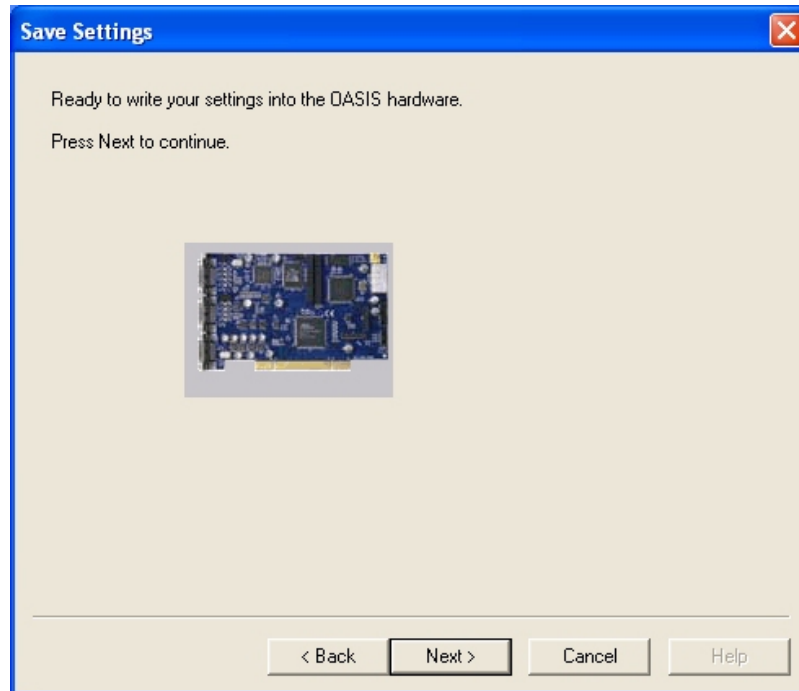 Save Settings
Ready to write your settings into the OASIS hardware.
Press Next to continue.
< Back
Next >
Cancel
Help